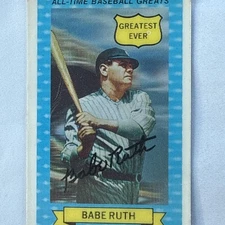 ALL-TIME BASEBALL GREATS
GREATEST
EVER
Babe Ruth
BABE RUTH